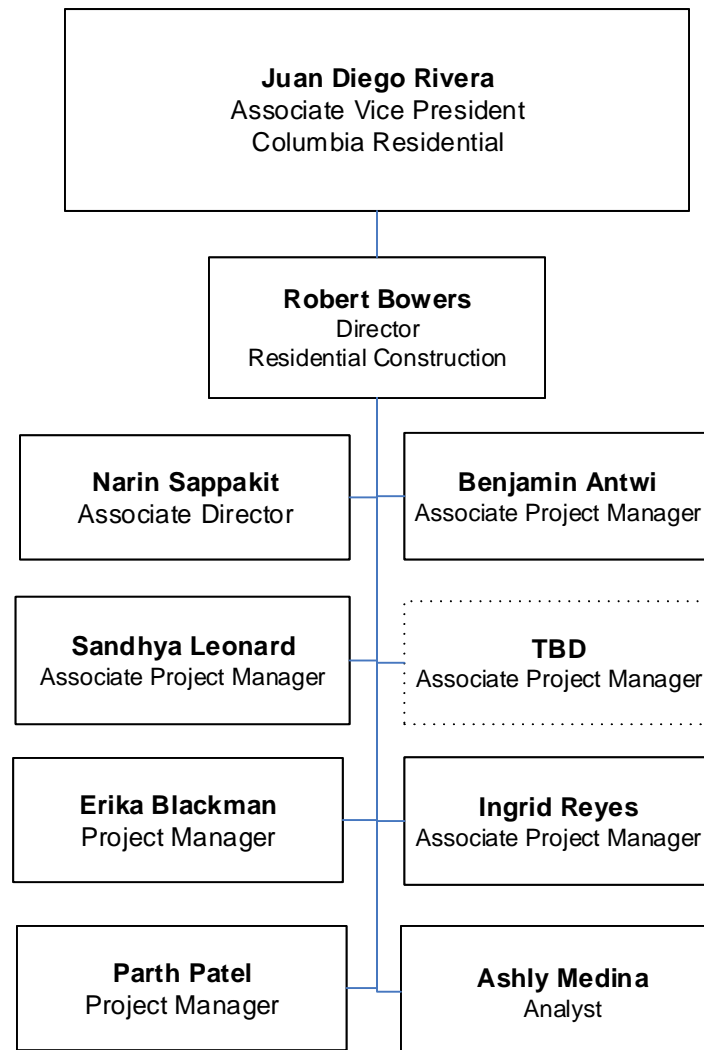 Juan Diego Rivera
Associate Vice President
Columbia Residential
Robert Bowers
Director
Residential Construction
Narin Sappakit
Associate Director
Benjamin Antwi
Associate Project Manager
Sandhya Leonard
Associate Project Manager
TBD
Associate Project Manager
Erika Blackman
Project Manager
Ingrid Reyes
Associate Project Manager
Parth Patel
Project Manager
Ashly Medina
Analyst